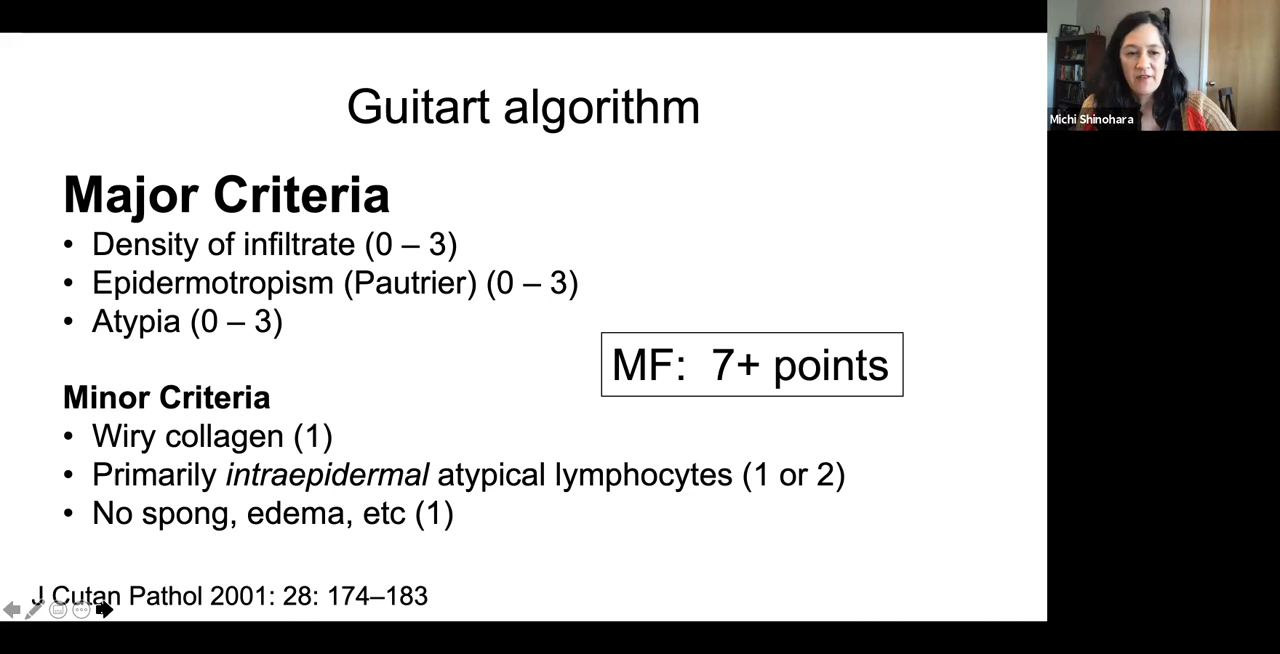 Guitart algorithm
Major Criteria
• Density of infiltrate (0 – 3)
• Epidermotropism (Pautrier) (0 – 3)
• Atypia (0 – 3)
MF:  7+ points
Minor Criteria
• Wiry collagen (1)
• Primarily intraepidermal atypical lymphocytes (1 or 2)
• No spong, edema, etc (1)
J Cutan Pathol 2001: 28: 174–183
Michi Shinohara